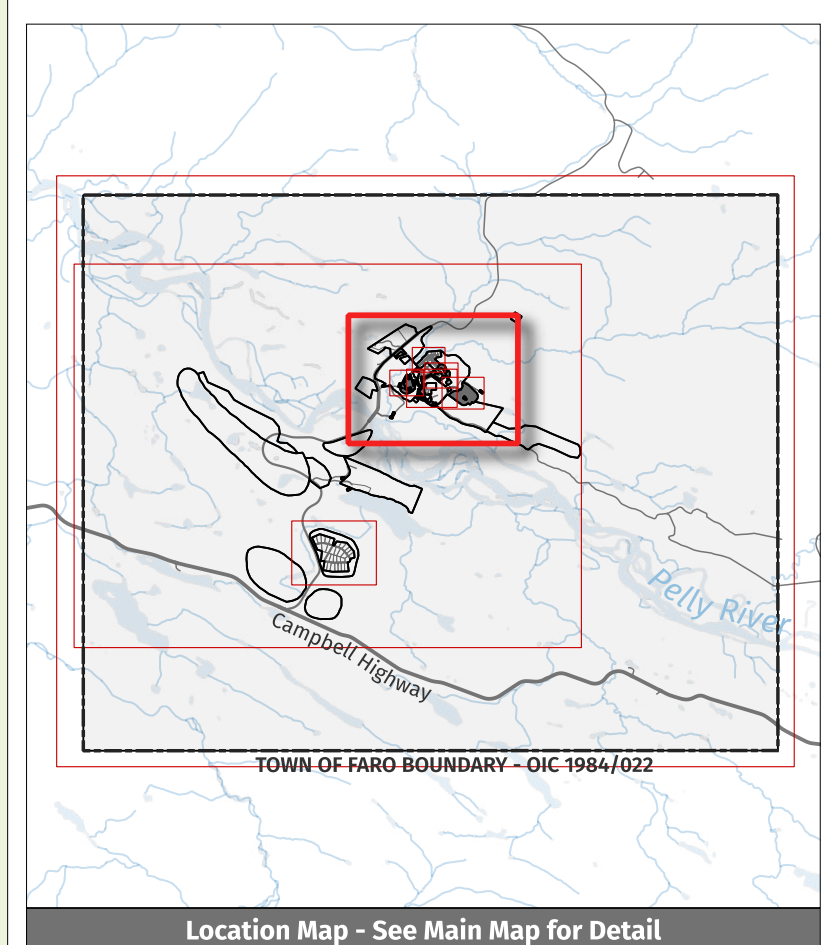 Pelly River
Campbell Highway
TOWN OF FARO BOUNDARY - OIC 1984/022
Location Map - See Main Map for Detail